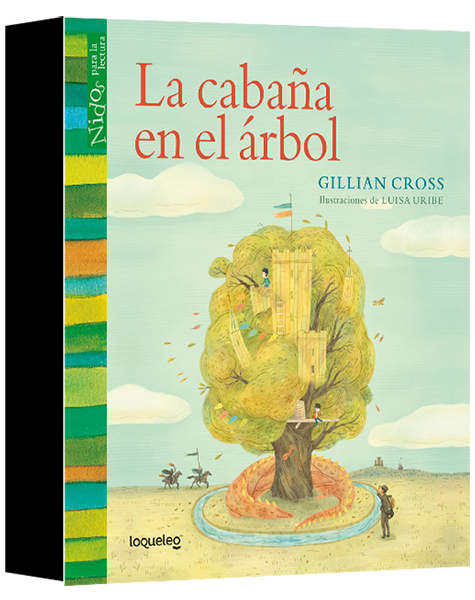 Nidos para la
lectura
La cabaña
en el árbol
GILLIAN CROSS
Ilustraciones de LUISA URIBE
loqueleo